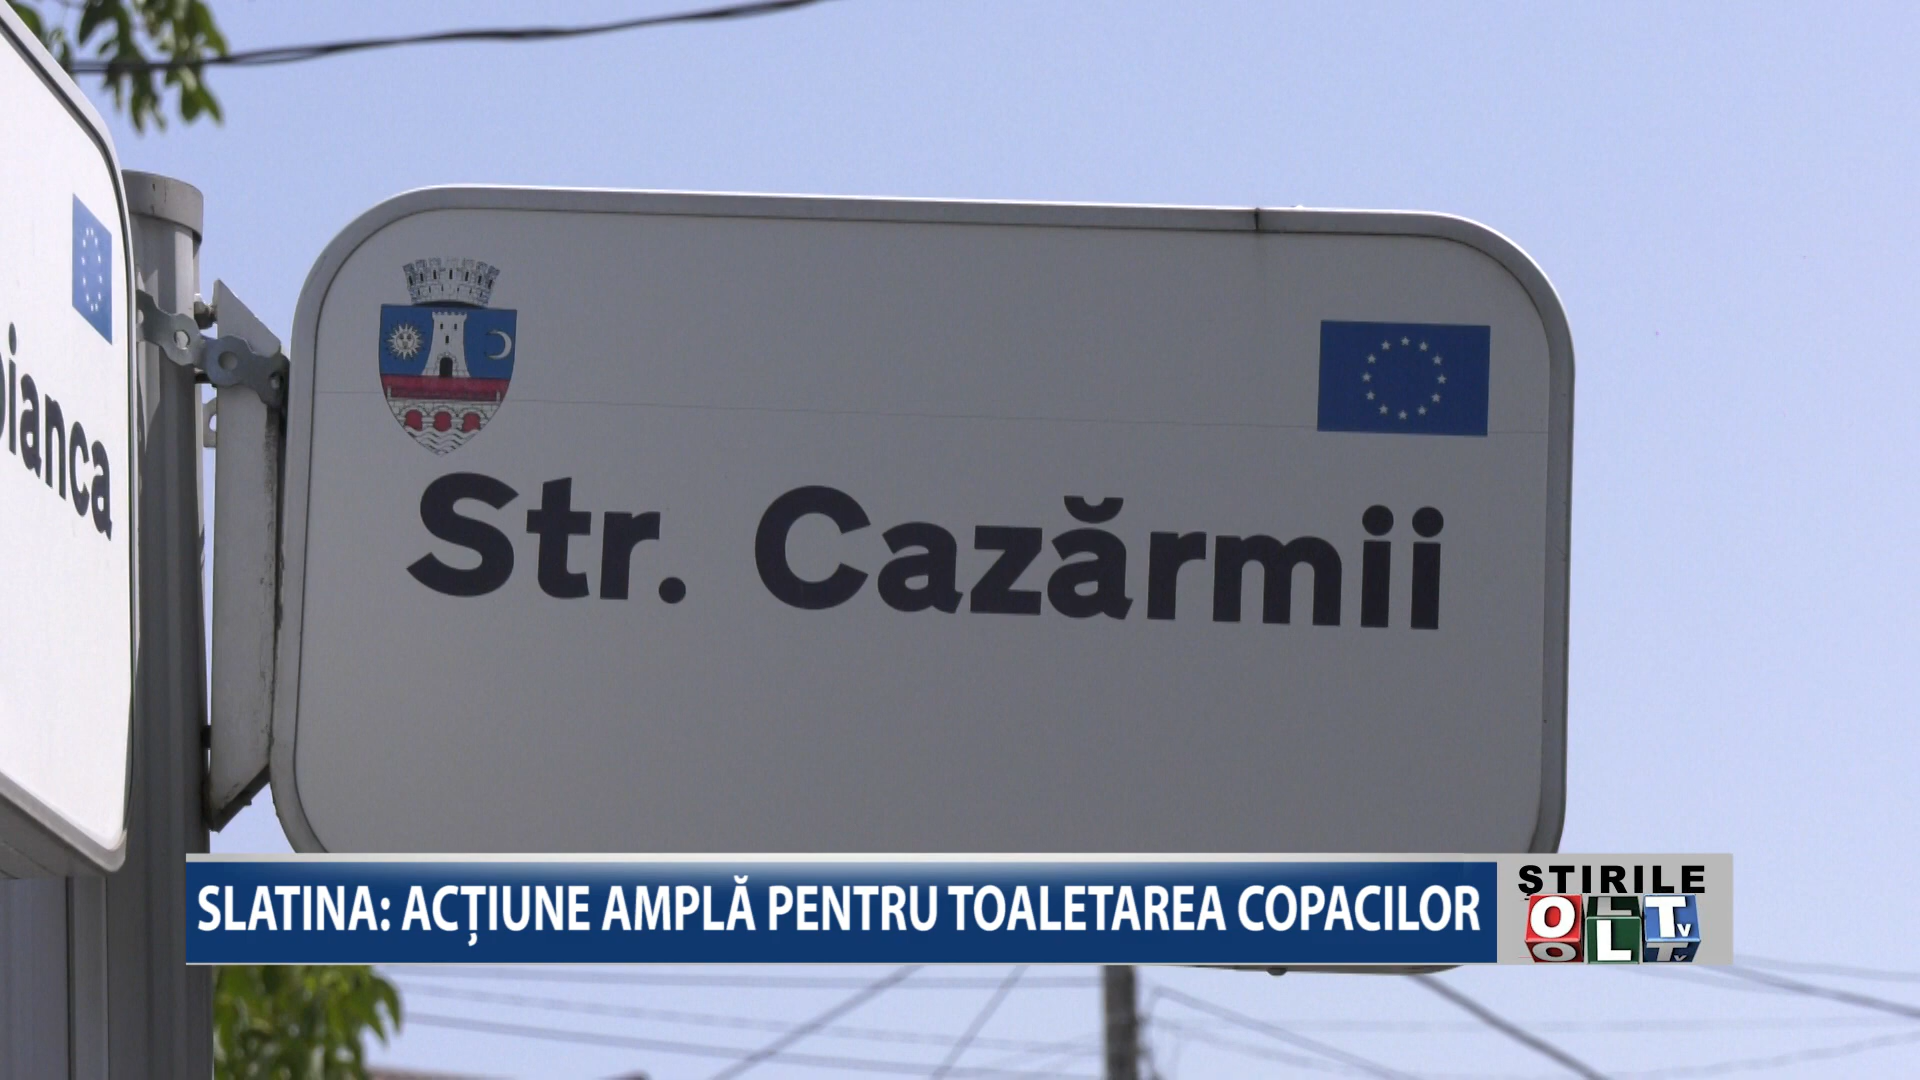 Str. Cazărmii
SLATINA: ACȚIUNE AMPLĂ PENTRU TOALETAREA COPACILOR
ȘTIRILE
OLTV